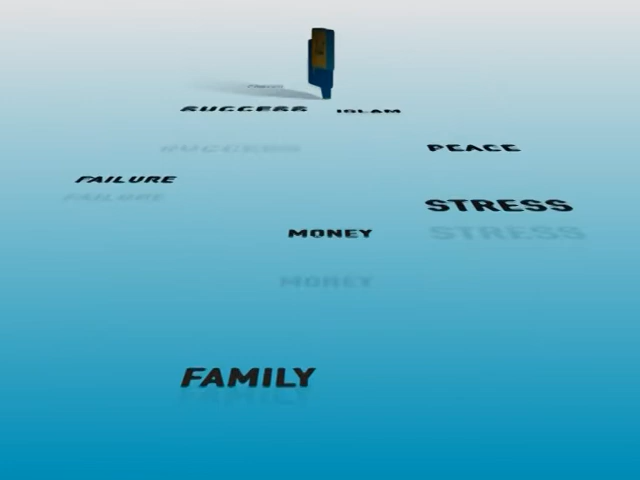 SUCCESS
ISLAM
PEACE
FAILURE
STRESS
MONEY
FAMILY